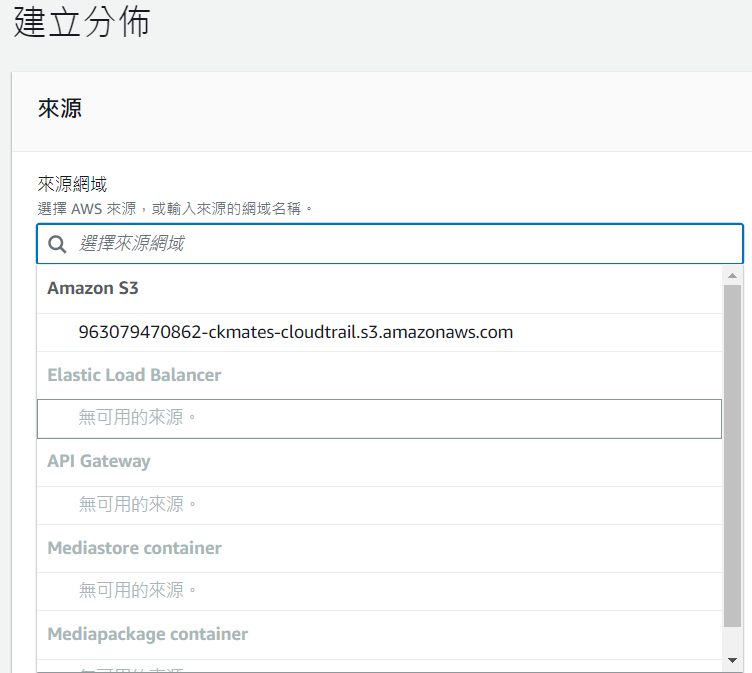 建立分佈
來源
來源網域
選擇 AWS 來源，或輸入來源的網域名稱。
選擇來源網域
Amazon S3
963079470862-ckmates-cloudtrail.s3.amazonaws.com
Elastic Load Balancer
無可用的來源。
API Gateway
無可用的來源。
Mediastore container
無可用的來源。
Mediapackage container